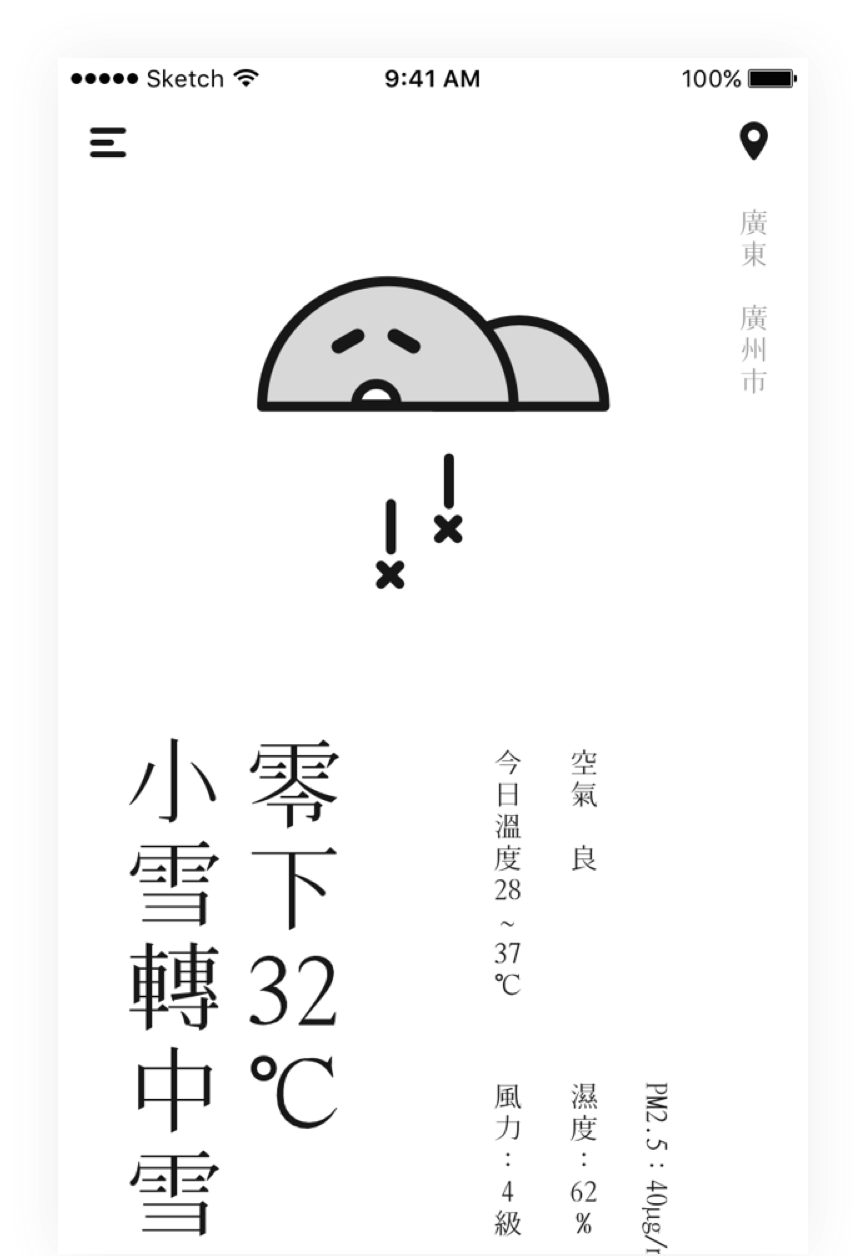 Sketch 9:41 AM 100%
廣東 廣州市
零下32℃
小雪轉中雪
空氣 良
今日溫度28~37℃
PM2.5:40μg/
濕度:62%
風力:4級